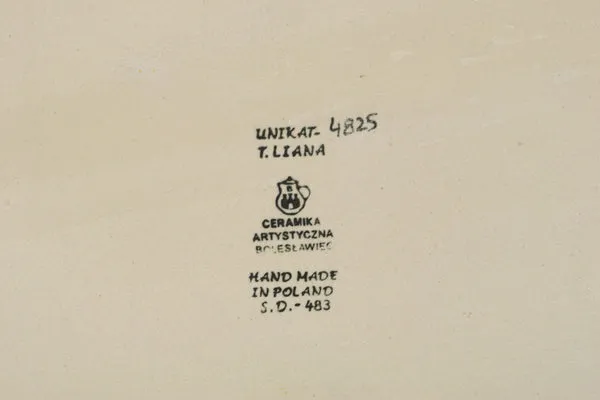 UNIKAT- 4825
T. LIANA
B
CERAMIKA
ARTYSTYCZNA
BOLESŁAWIEC
HAND MADE
IN POLAND
S.D.- 483